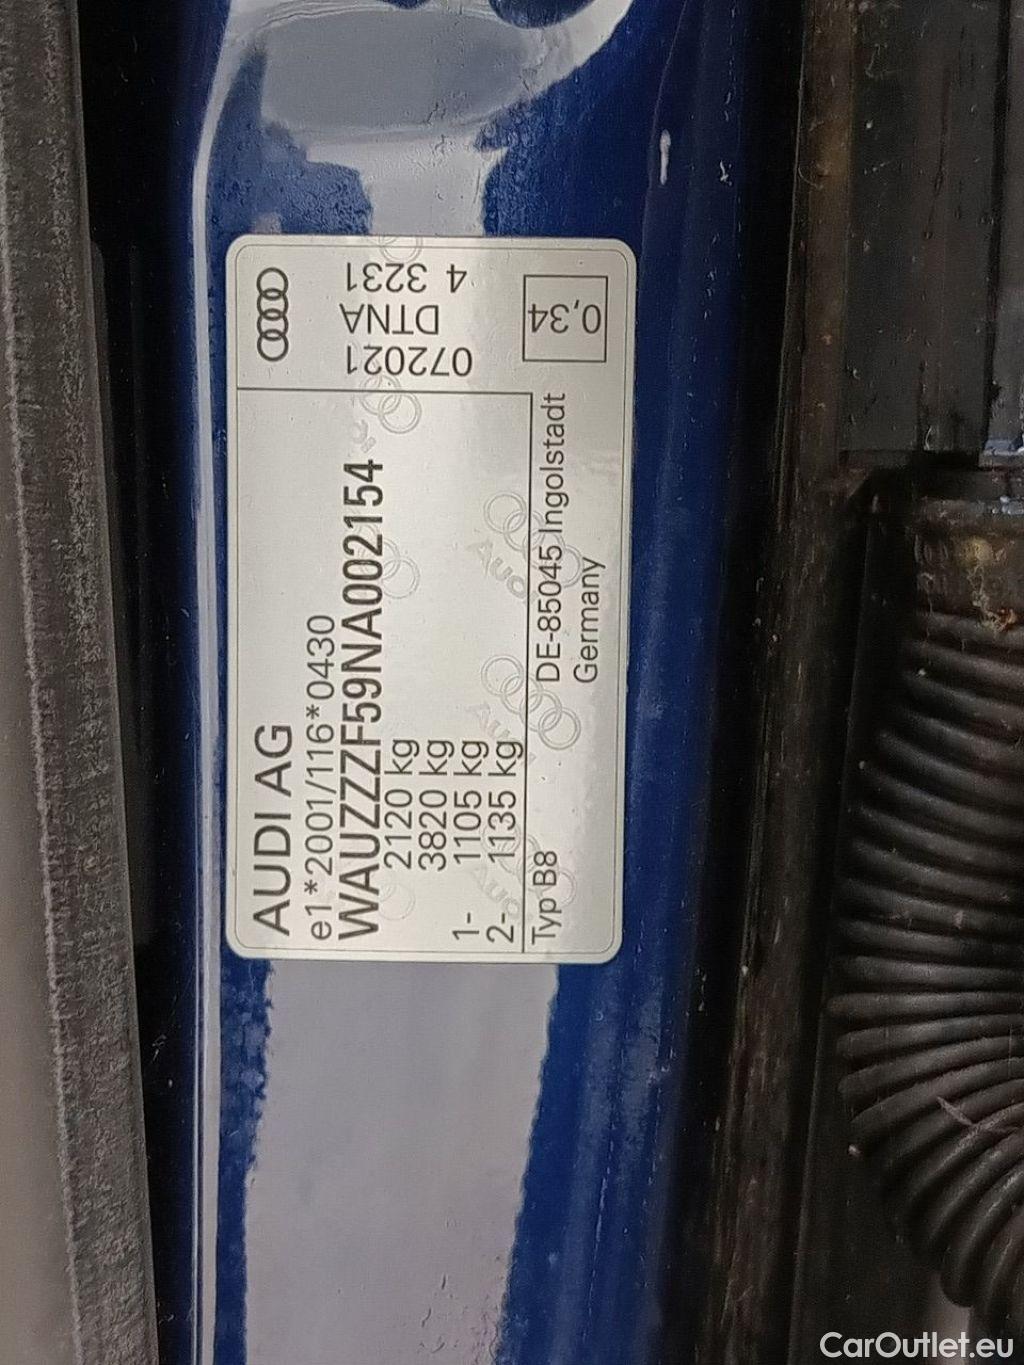 AUDI AG
e1*2001/116*0430
WAUZZZF59NA002154
2120 kg
3820 kg
1- 1105 kg
2- 1135 kg
Typ B8
DE-85045 Ingolstadt
Germany
072021
DTNA
4 3231
0,34
CarOutlet.eu